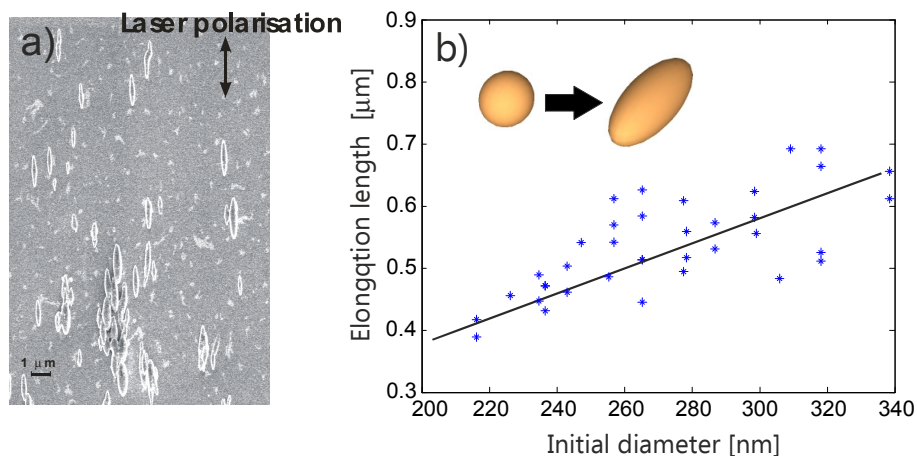 Laser polarisation
a)
1 μm
b)
0.9
0.8
0.7
0.6
0.5
0.4
0.3
Elongqtion length [μm]
200 220 240 260 280 300 320 340
Initial diameter [nm]